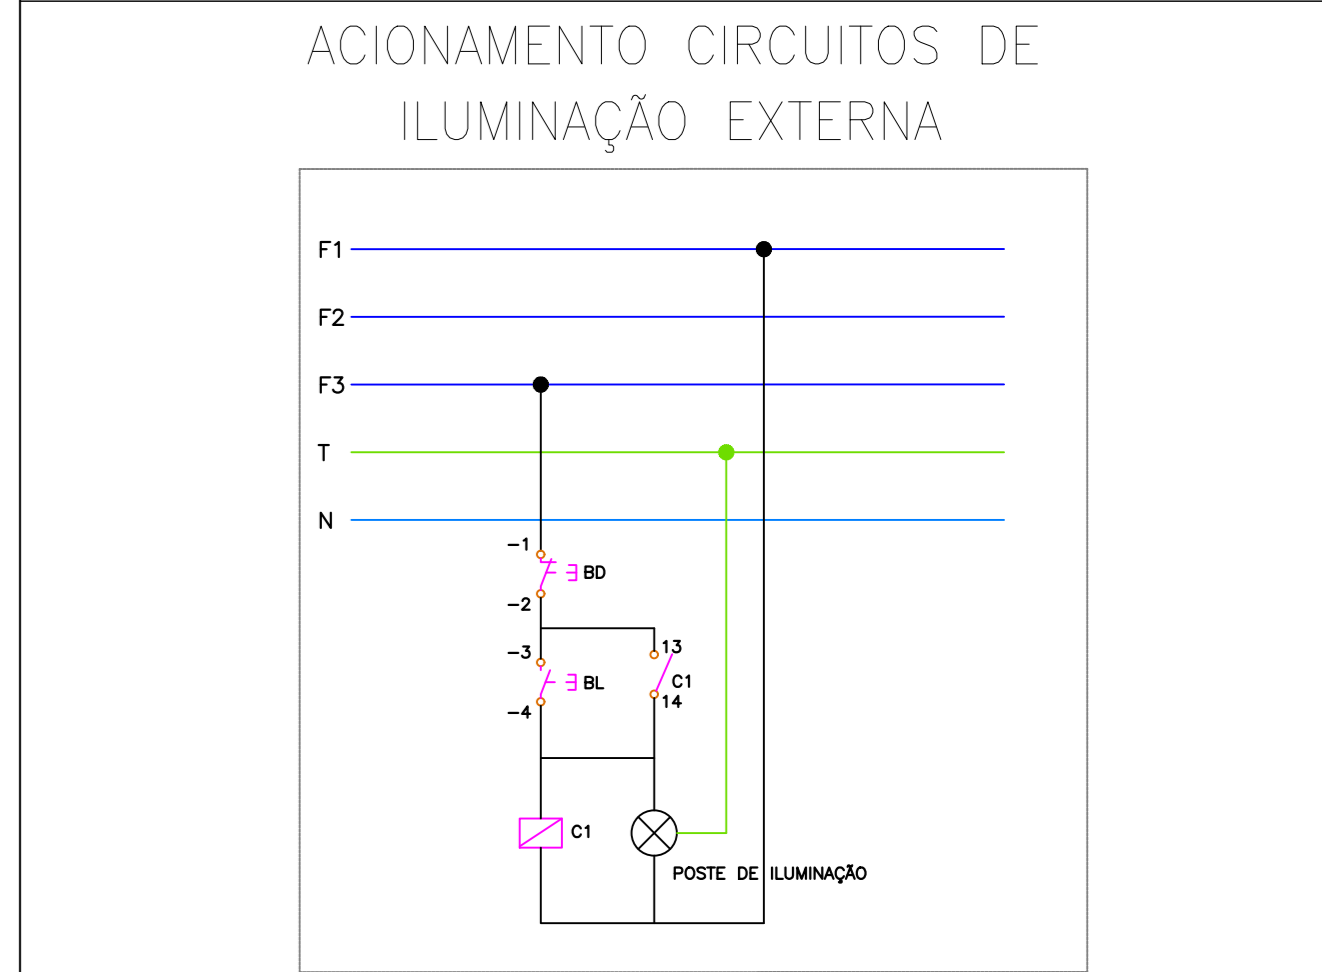 ACIONAMENTO CIRCUITOS DE
ILUMINAÇÃO EXTERNA
F1
F2
F3
T
N
-1
BD
-2
-3
13
BL
C1
-4
14
C1
POSTE DE ILUMINAÇÃO